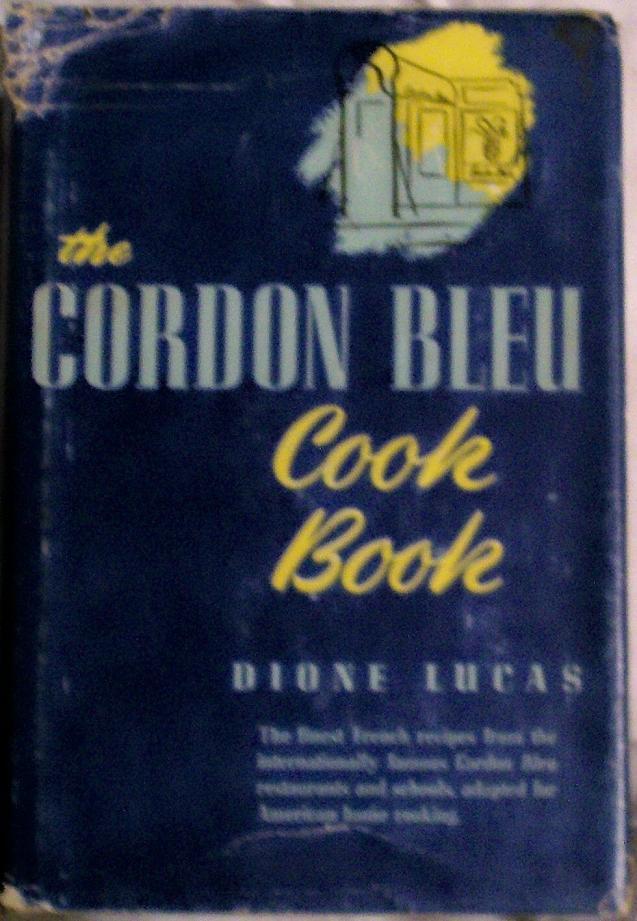 the
CORDON BLEU
Cook
Book
DIONE LUCAS
The finest French recipes from the
internationally famous Cordon Bleu
restaurants and schools, adapted for
American home cooking.